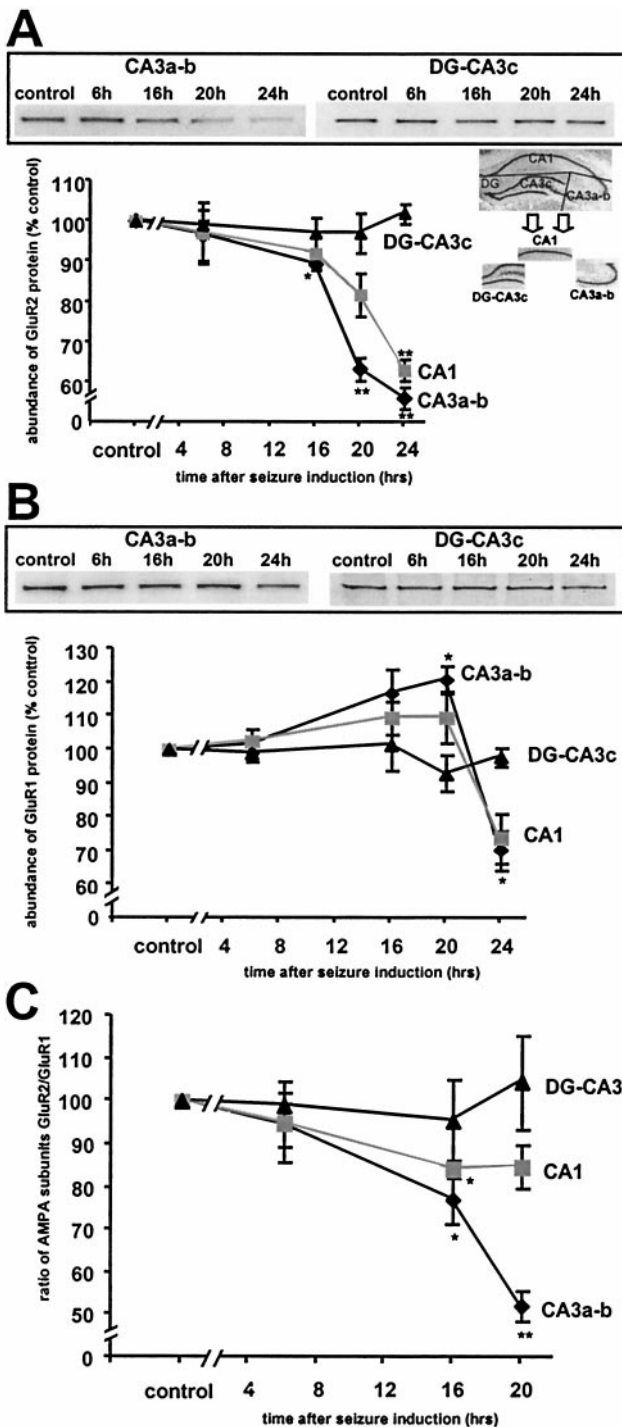 A
CA3a-b DG-CA3c
control 6h 16h 20h 24h control 6h 16h 20h 24h
CA1
DG CA3c
CA3a-b
CA1
DG-CA3c CA3a-b
abundance of GluR2 protein (% control)
110
100
90
80
70
60
0
DG-CA3c
*
**
**
CA1
CA3a-b
**
control 4 8 12 16 20 24
time after seizure induction (hrs)
B
CA3a-b DG-CA3c
control 6h 16h 20h 24h control 6h 16h 20h 24h
abundance of GluR1 protein (% conttrol)
130
120
110
100
90
80
70
60
0
*
CA3a-b
DG-CA3c
CA1
*
control 4 8 12 16 20 24
time after seizure induction (hrs)
C
ratio of AMPA subunits GluR2/GluR1
120
110
100
90
80
70
60
50
0
DG-CA3
CA1
*
*
CA3a-b
**
control 4 8 12 16 20
time after seizure induction (hrs)